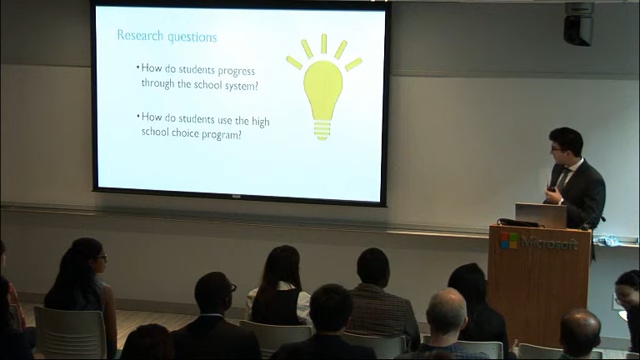 Research questions
• How do students progress
through the school system?
• How do students use the high
school choice program?
Microsoft